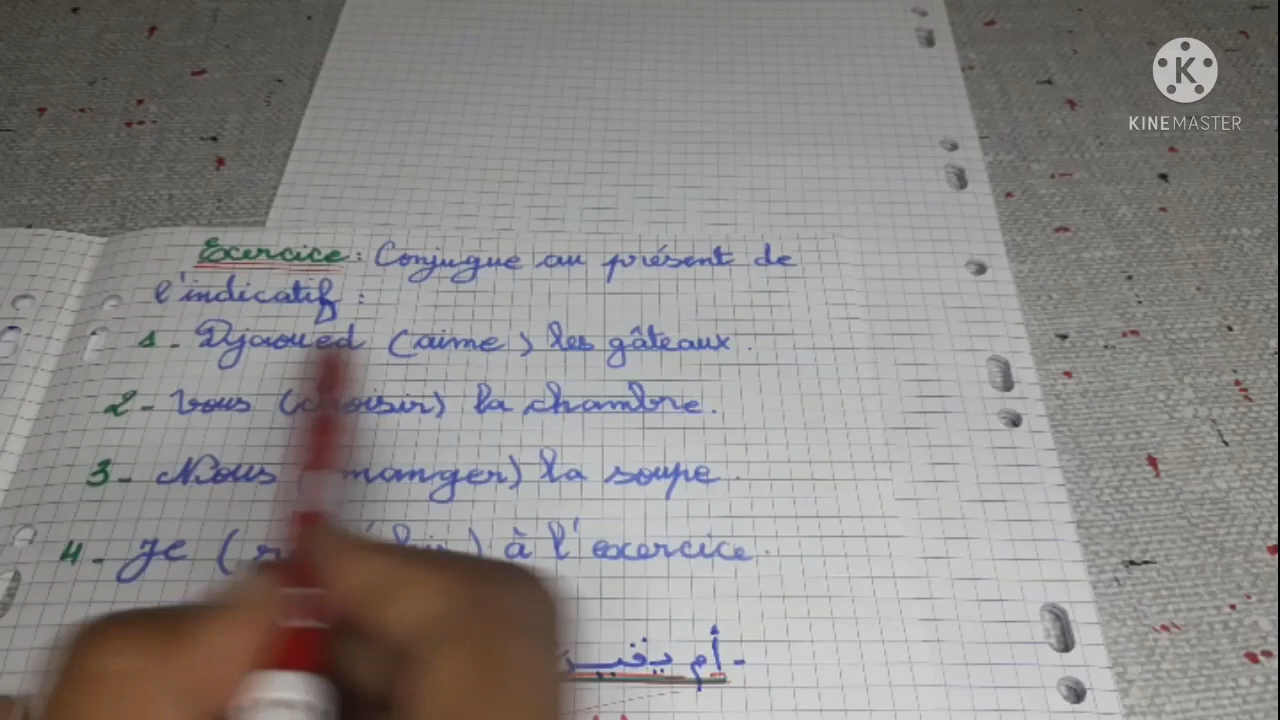 KINEMASTER
Exercice : Conjugue au présent de
l'indicatif :
1 - Djaoued (aime) les gâteaux.
2 - Vous (choisir) la chambre.
3 - Nous (manger) la soupe.
4 - Je ( à l'exercice.
- أم